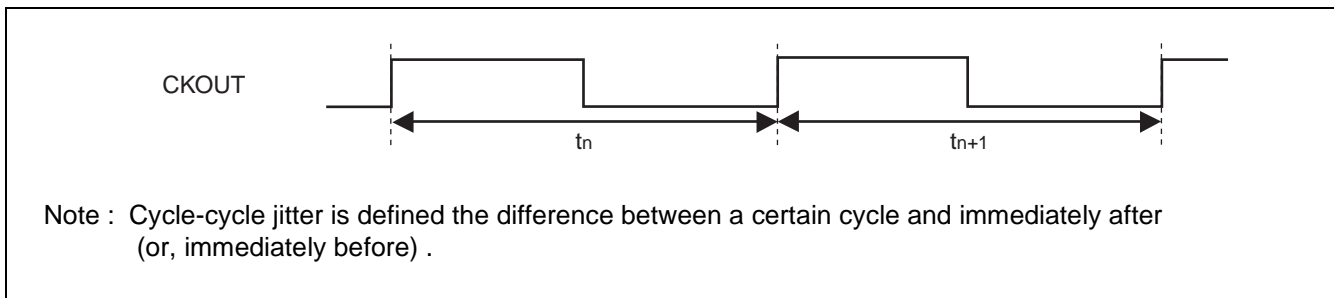 CKOUT
tn
tn+1
Note : Cycle-cycle jitter is defined the difference between a certain cycle and immediately after
(or, immediately before) .